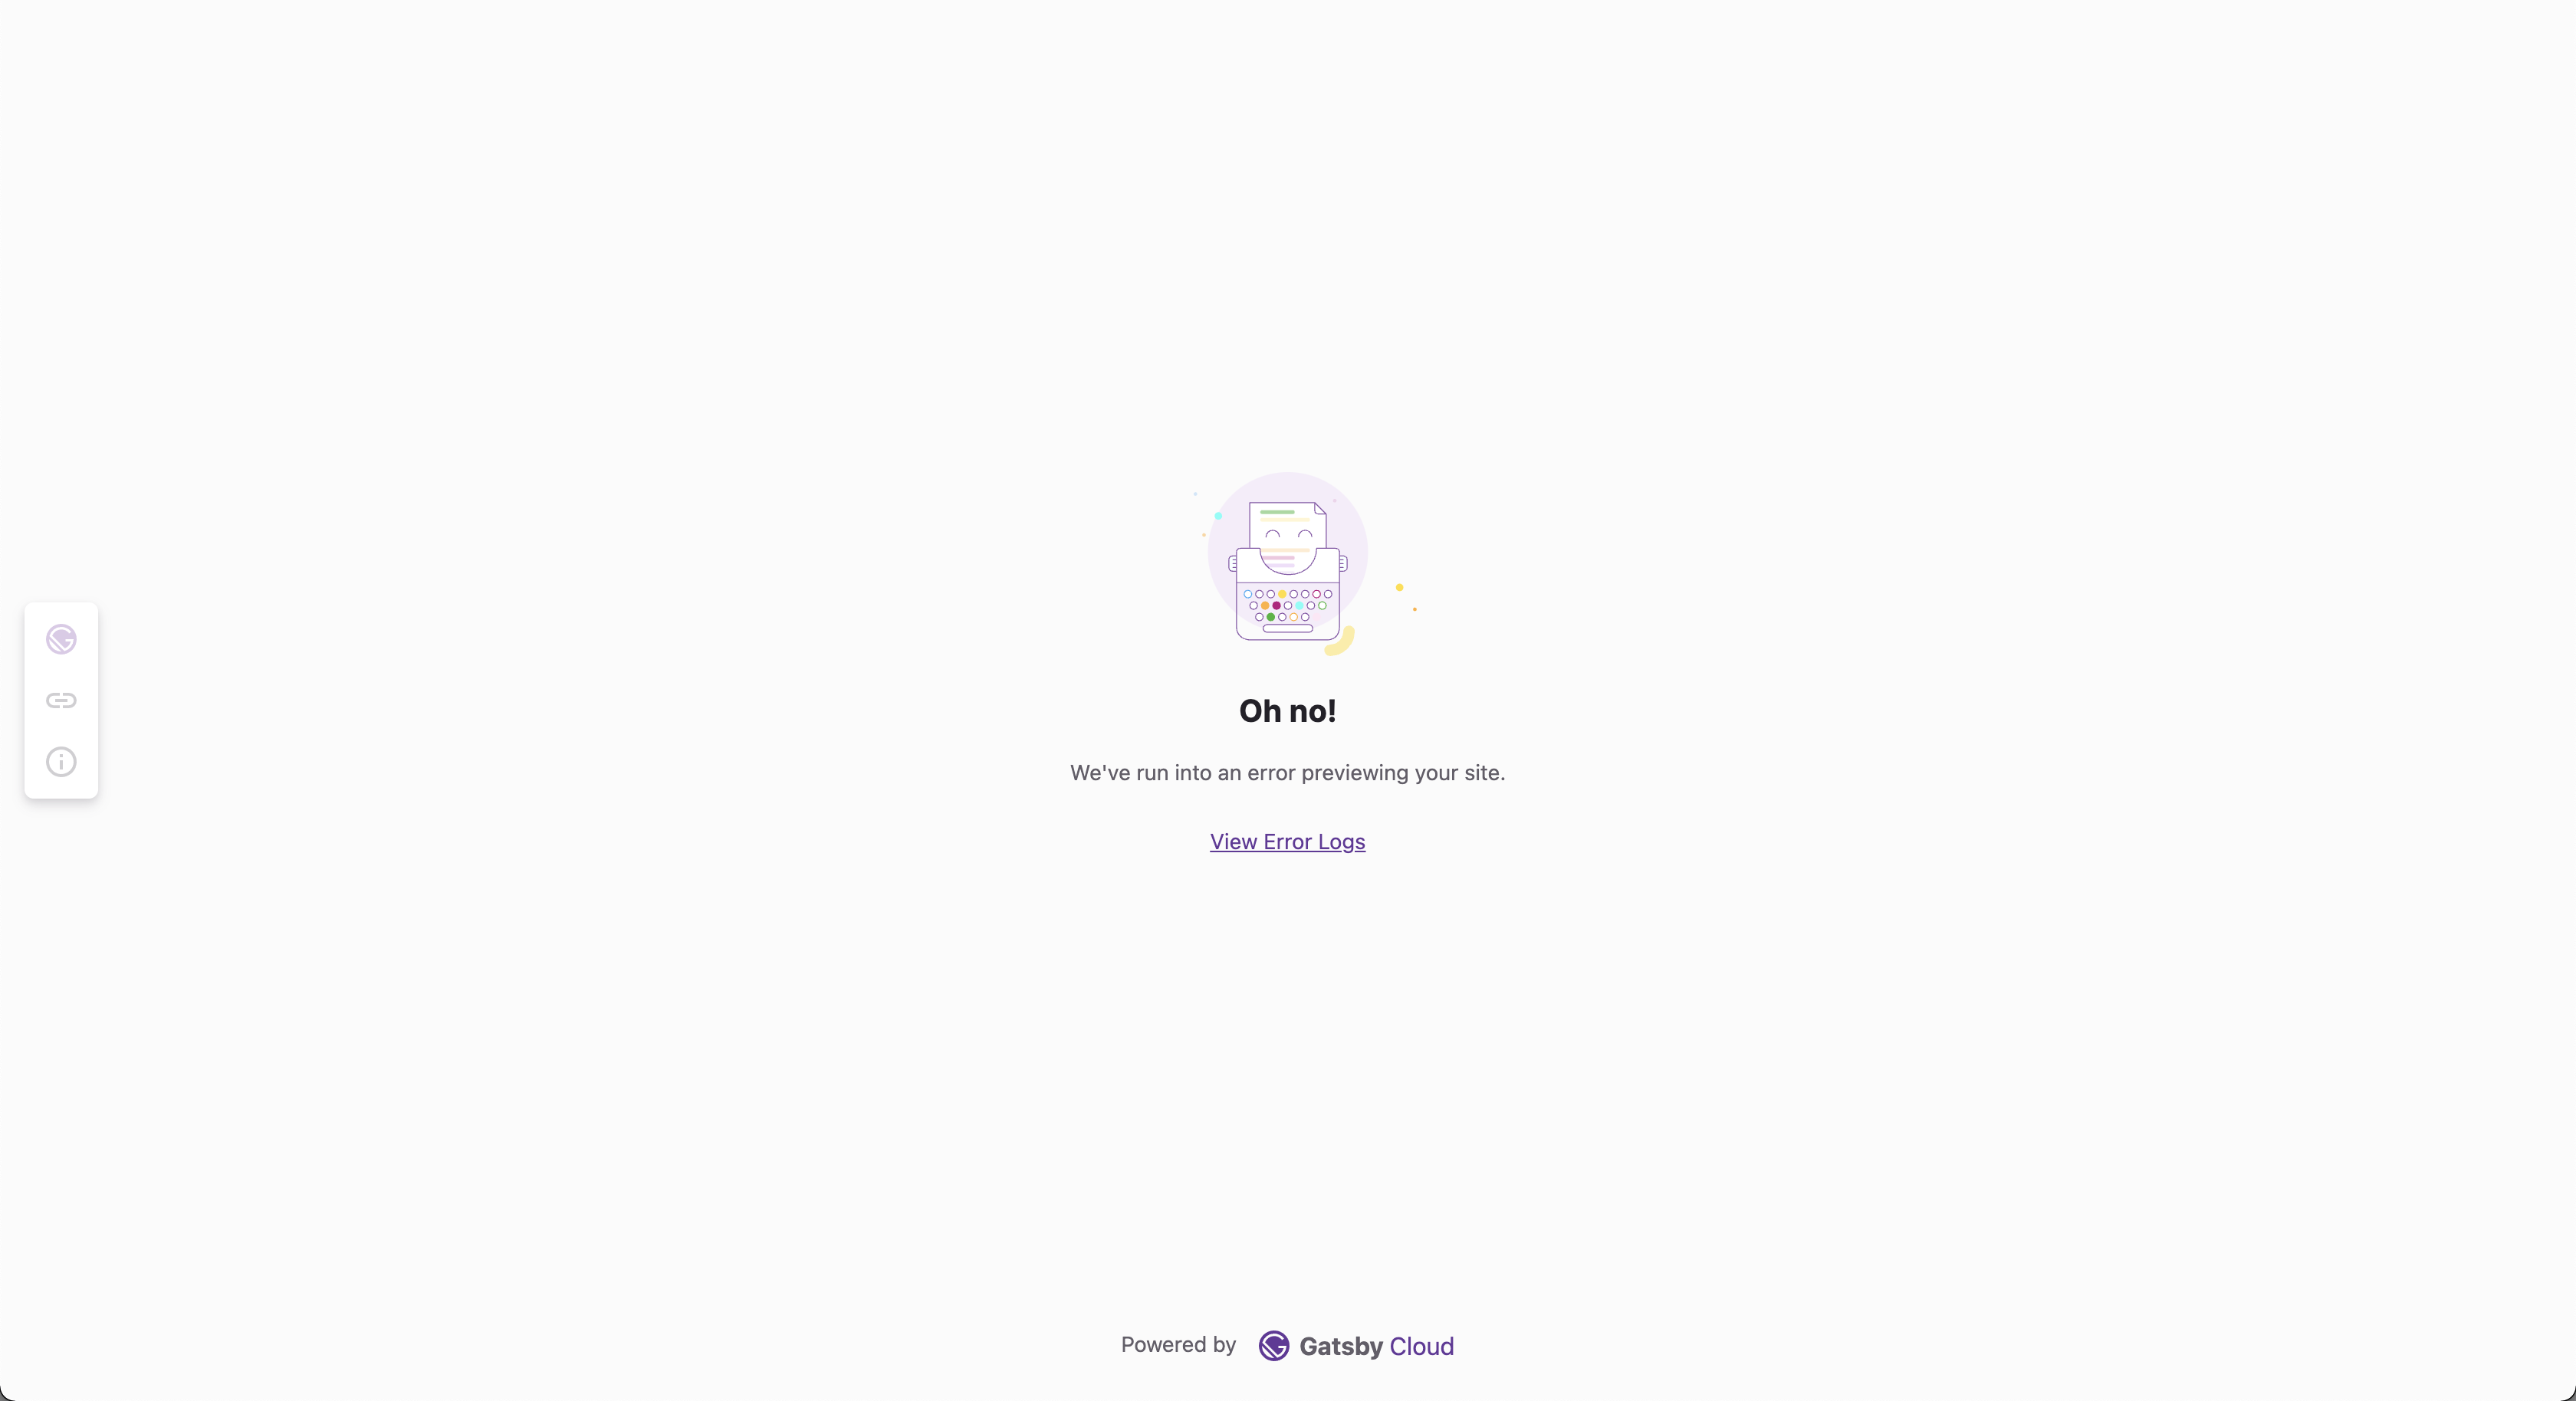 Oh no!
We've run into an error previewing your site.
View Error Logs
Powered by Gatsby Cloud